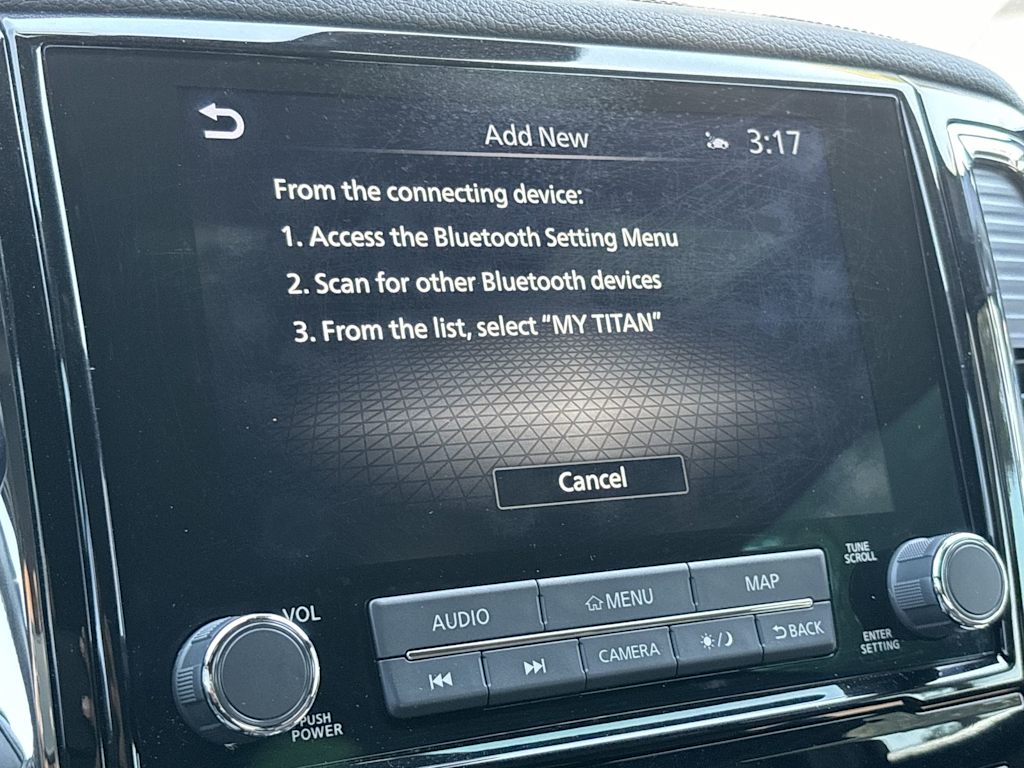 Add New
3:17
From the connecting device:
1. Access the Bluetooth Setting Menu
2. Scan for other Bluetooth devices
3. From the list, select “MY TITAN”
Cancel
TUNE
SCROLL
VOL
AUDIO
MENU
MAP
CAMERA
BACK
ENTER
SETTING
PUSH
POWER